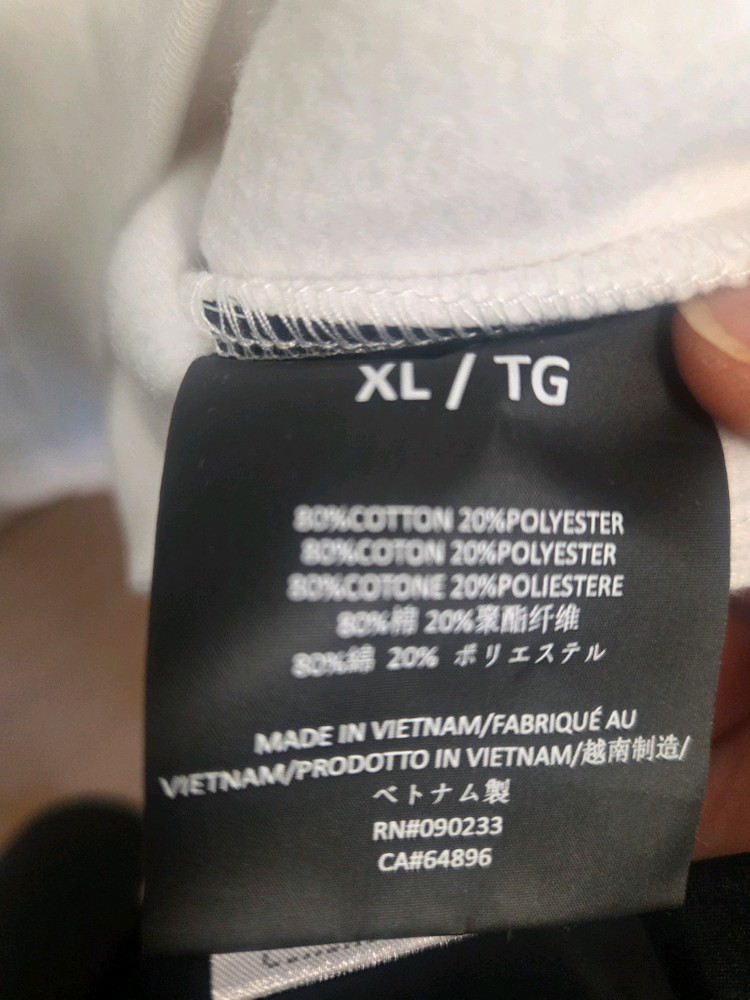 XL / TG
80%COTTON 20%POLYESTER
80%COTON 20%POLYESTER
80%COTONE 20%POLIESTERE
80%棉 20%聚酯纤维
80%綿 20% ポリエステル
MADE IN VIETNAM/FABRIQUÉ AU
VIETNAM/PRODOTTO IN VIETNAM/越南制造/
ベトナム製
RN#090233
CA#64896